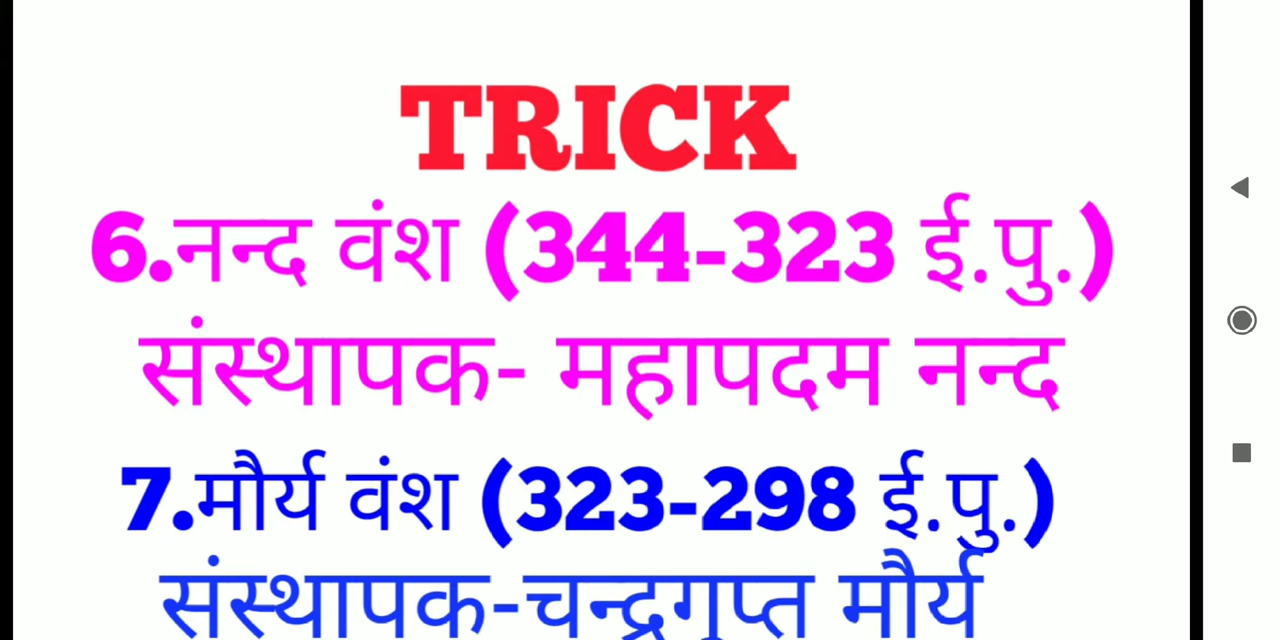 TRICK
6.नन्द वंश (344-323 ई.पु.)
संस्थापक- महापदम नन्द
7.मौर्य वंश (323-298 ई.पु.)
संस्थापक-चन्द्रगुप्त मौर्य